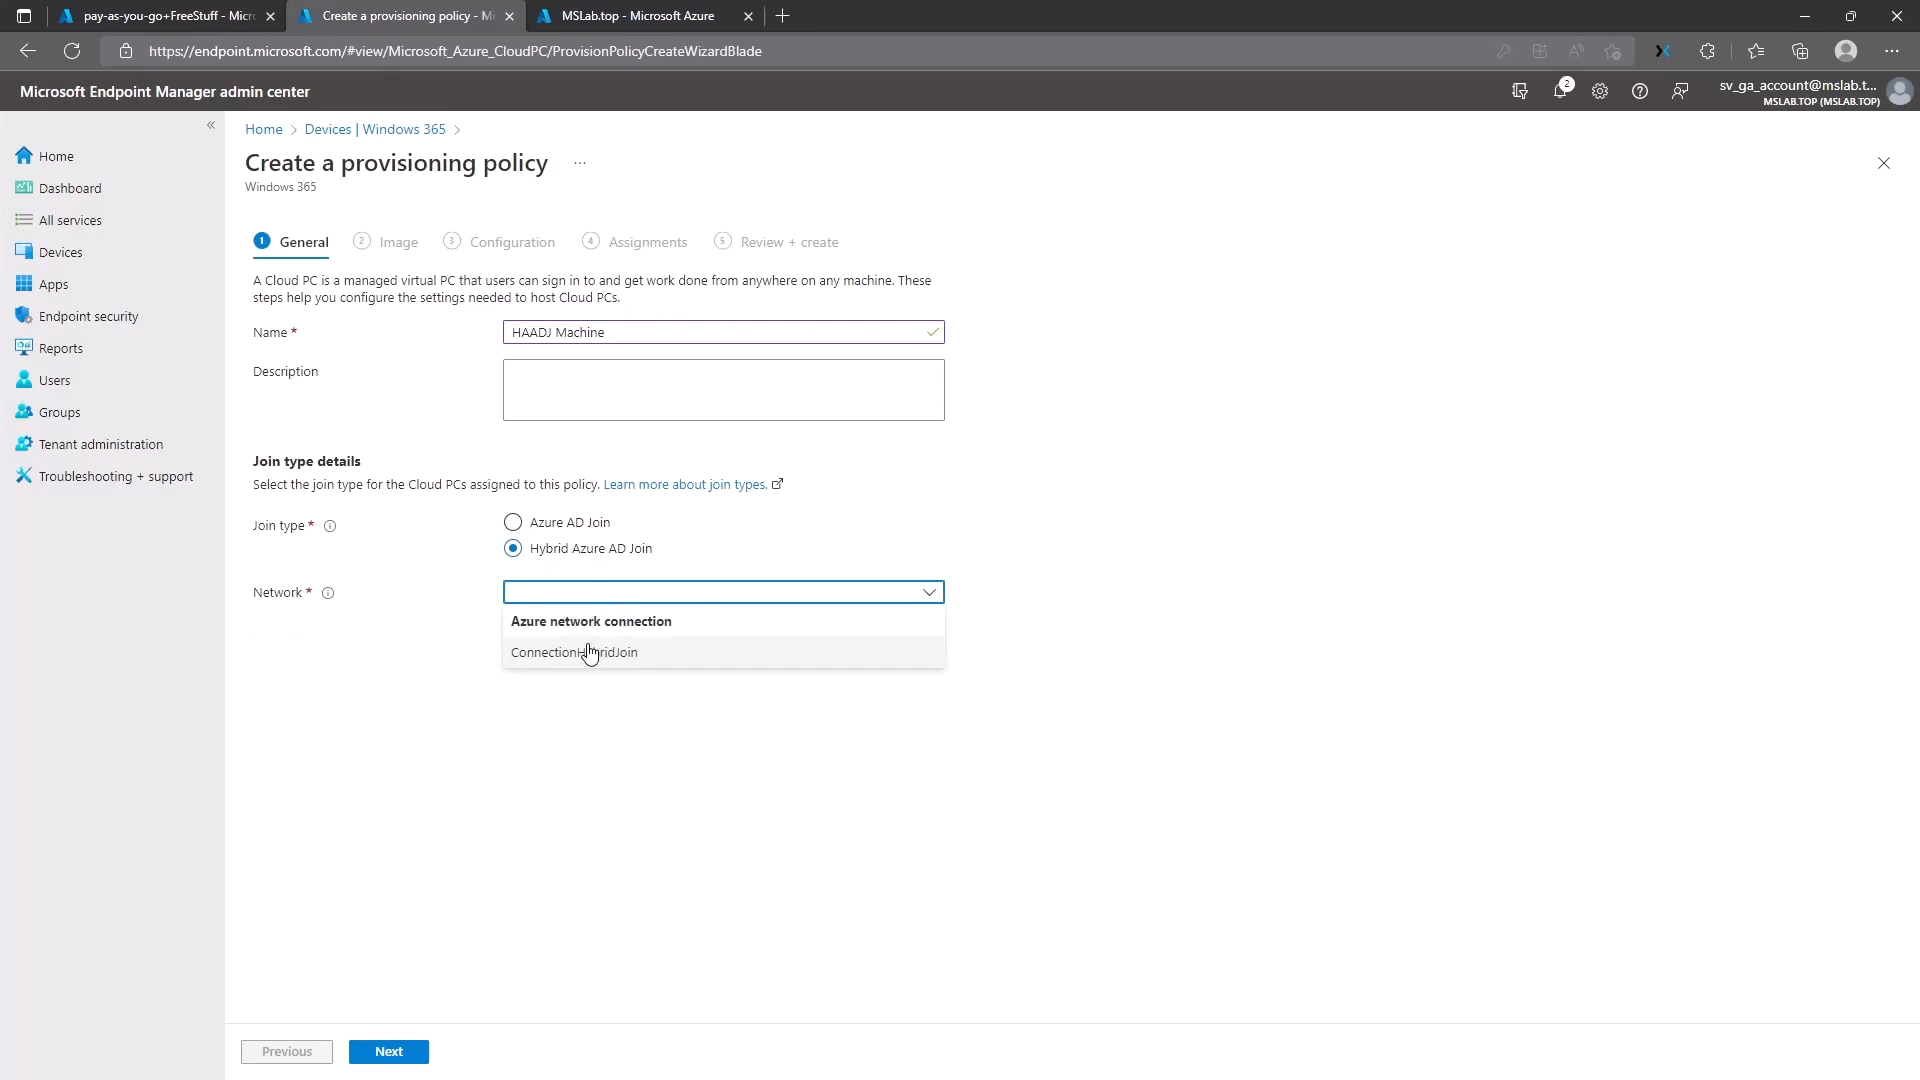 pay-as-you-go+FreeStuff - Micr
Create a provisioning policy - Mi
MSLab.top - Microsoft Azure
https://endpoint.microsoft.com/#view/Microsoft_Azure_CloudPC/ProvisionPolicyCreateWizardBlade
Microsoft Endpoint Manager admin center
2
sv_ga_account@mslab.t...
MSLAB.TOP (MSLAB.TOP)
Home
Dashboard
All services
Devices
Apps
Endpoint security
Reports
Users
Groups
Tenant administration
Troubleshooting + support
Home > Devices | Windows 365 >
Create a provisioning policy ...
Windows 365
1 General 2 Image 3 Configuration 4 Assignments 5 Review + create
A Cloud PC is a managed virtual PC that users can sign in to and get work done from anywhere on any machine. These
steps help you configure the settings needed to host Cloud PCs.
Name * HAADJ Machine
Description
Join type details
Select the join type for the Cloud PCs assigned to this policy. Learn more about join types.
Join type * Azure AD Join
Hybrid Azure AD Join
Network *
Azure network connection
Previous Next